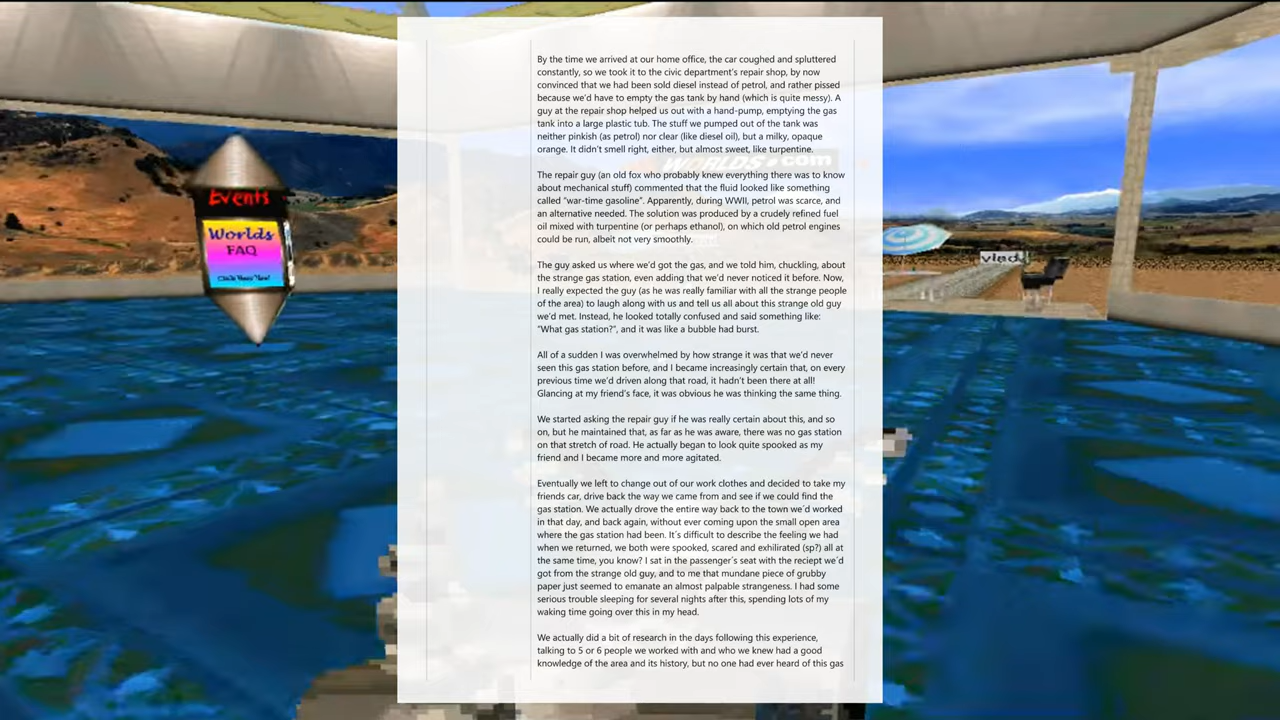 By the time we arrived at our home office, the car coughed and spluttered
constantly, so we took it to the civic department's repair shop, by now
convinced that we had been sold diesel instead of petrol, and rather pissed
because we'd have to empty the gas tank by hand (which is quite messy). A
guy at the repair shop helped us out with a hand-pump, emptying the gas
tank into a large plastic tub. The stuff we pumped out of the tank was
neither pinkish (as petrol) nor clear (like diesel oil), but a milky, opaque
orange. It didn't smell right, either, but almost sweet, like turpentine.
WORLDS.com
The repair guy (an old fox who probably knew everything there was to know
about mechanical stuff) commented that the fluid looked like something
called "war-time gasoline". Apparently, during WWII, petrol was scarce, and
an alternative needed. The solution was produced by a crudely refined fuel
oil mixed with turpentine (or perhaps ethanol), on which old petrol engines
could be run, albeit not very smoothly.
The guy asked us where we'd got the gas, and we told him, chuckling, about
the strange gas station, even adding that we'd never noticed it before. Now,
I really expected the guy (as he was really familiar with all the strange people
of the area) to laugh along with us and tell us all about this strange old guy
we'd met. Instead, he looked totally confused and said something like:
"What gas station?", and it was like a bubble had burst.
All of a sudden I was overwhelmed by how strange it was that we'd never
seen this gas station before, and I became increasingly certain that, on every
previous time we'd driven along that road, it hadn't been there at all!
Glancing at my friend's face, it was obvious he was thinking the same thing.
We started asking the repair guy if he was really certain about this, and so
on, but he maintained that, as far as he was aware, there was no gas station
on that stretch of road. He actually began to look quite spooked as my
friend and I became more and more agitated.
Eventually we left to change out of our work clothes and decided to take my
friends car, drive back the way we came from and see if we could find the
gas station. We actually drove the entire way back to the town we´d worked
in that day, and back again, without ever coming upon the small open area
where the gas station had been. It´s difficult to describe the feeling we had
when we returned, we both were spooked, scared and exhilirated (sp?) all at
the same time, you know? I sat in the passenger´s seat with the reciept we´d
got from the strange old guy, and to me that mundane piece of grubby
paper just seemed to emanate an almost palpable strangeness. I had some
serious trouble sleeping for several nights after this, spending lots of my
waking time going over this in my head.
We actually did a bit of research in the days following this experience,
talking to 5 or 6 people we worked with and who we knew had a good
knowledge of the area and its history, but no one had ever heard of this gas
Events
Worlds
FAQ
Click Here Now!
vlad